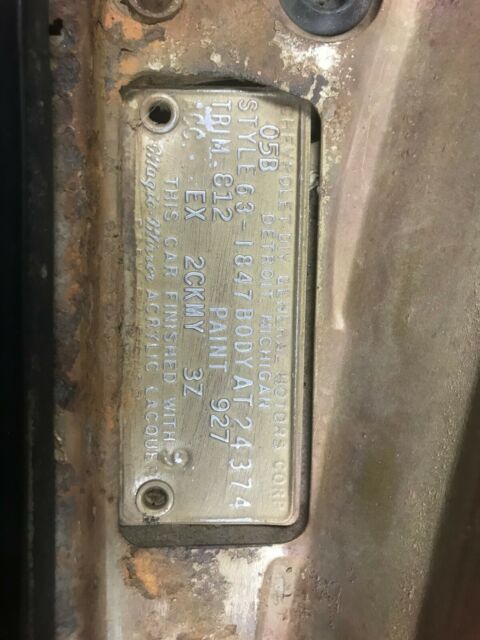 CHEVROLET DIV. GENERAL MOTORS CORP.
DETROIT MICHIGAN
05B
STYLE 63-1847 BODY AT 24374
TRIM 812 PAINT 927
ACC. EX 2CKMY 3Z
THIS CAR FINISHED WITH
Magic-Mirror ACRYLIC LACQUER